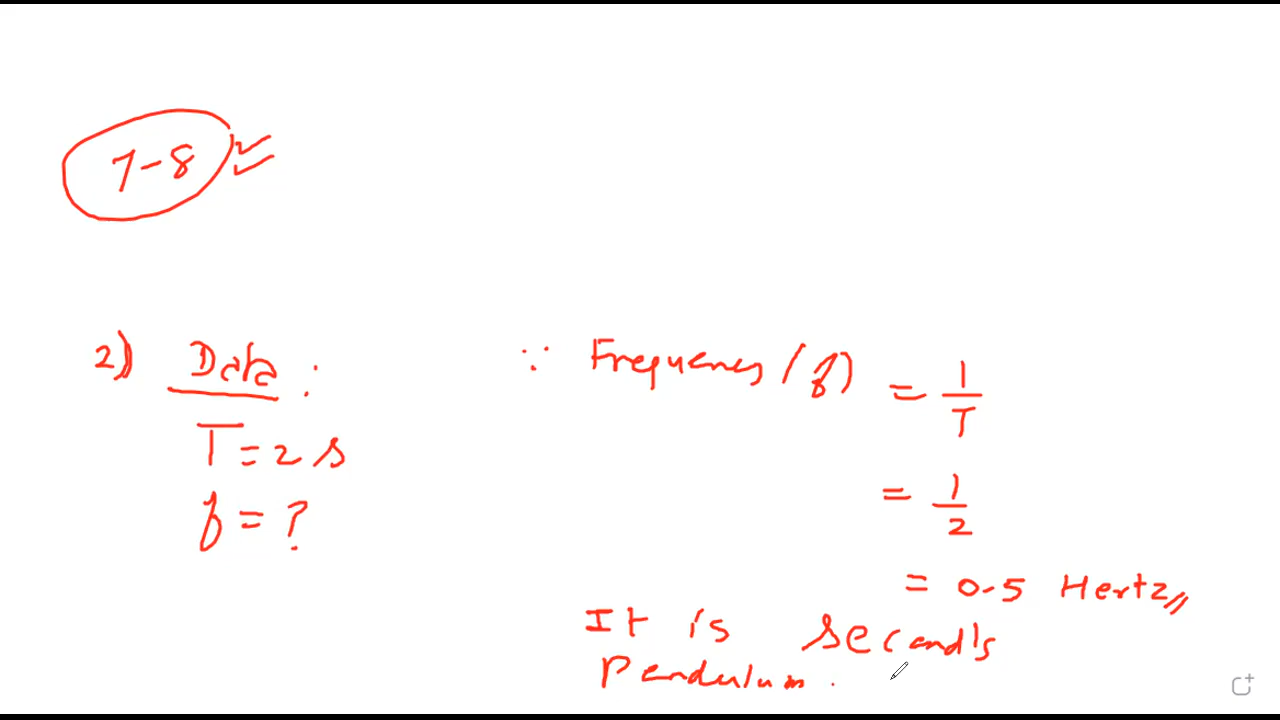 7-8
2) Data:
T = 2 s
f = ?
∵ Frequency (f) = 1/T
= 1/2
= 0.5 Hertz//
It is second's
Pendulum.